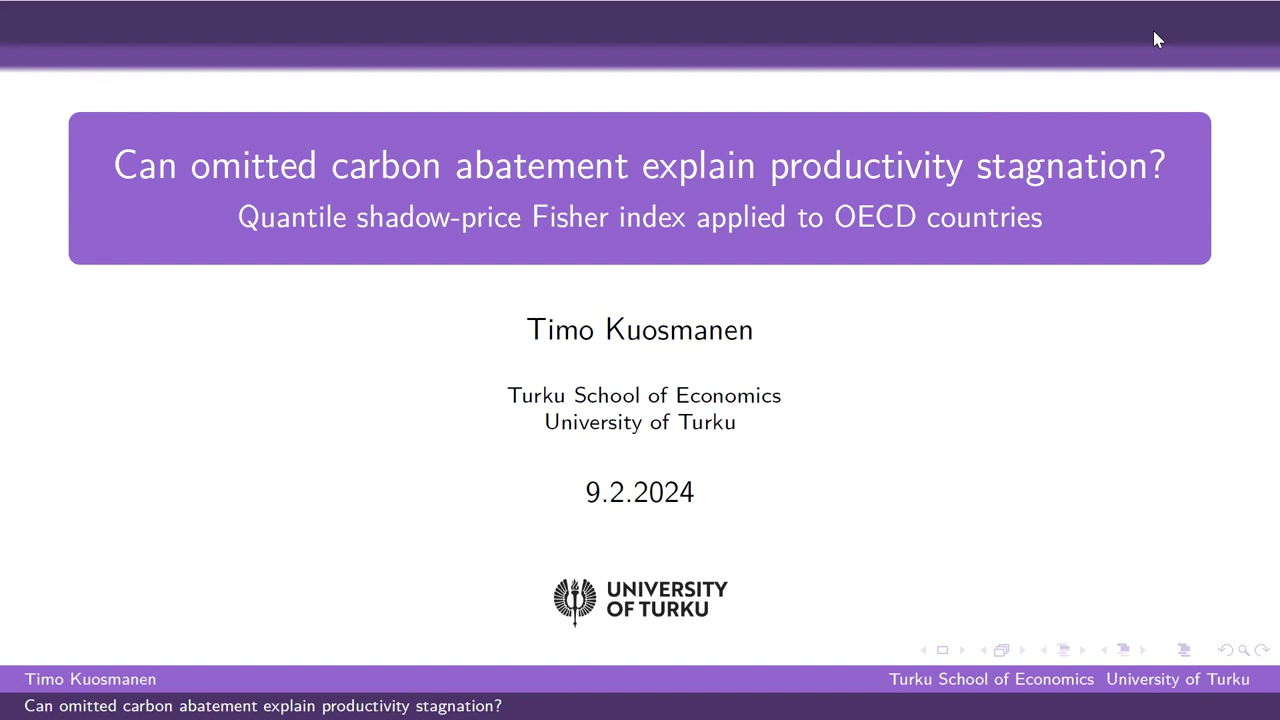 Can omitted carbon abatement explain productivity stagnation?
Quantile shadow-price Fisher index applied to OECD countries
Timo Kuosmanen
Turku School of Economics
University of Turku
9.2.2024
UNIVERSITY
OF TURKU
Timo Kuosmanen
Turku School of Economics University of Turku
Can omitted carbon abatement explain productivity stagnation?